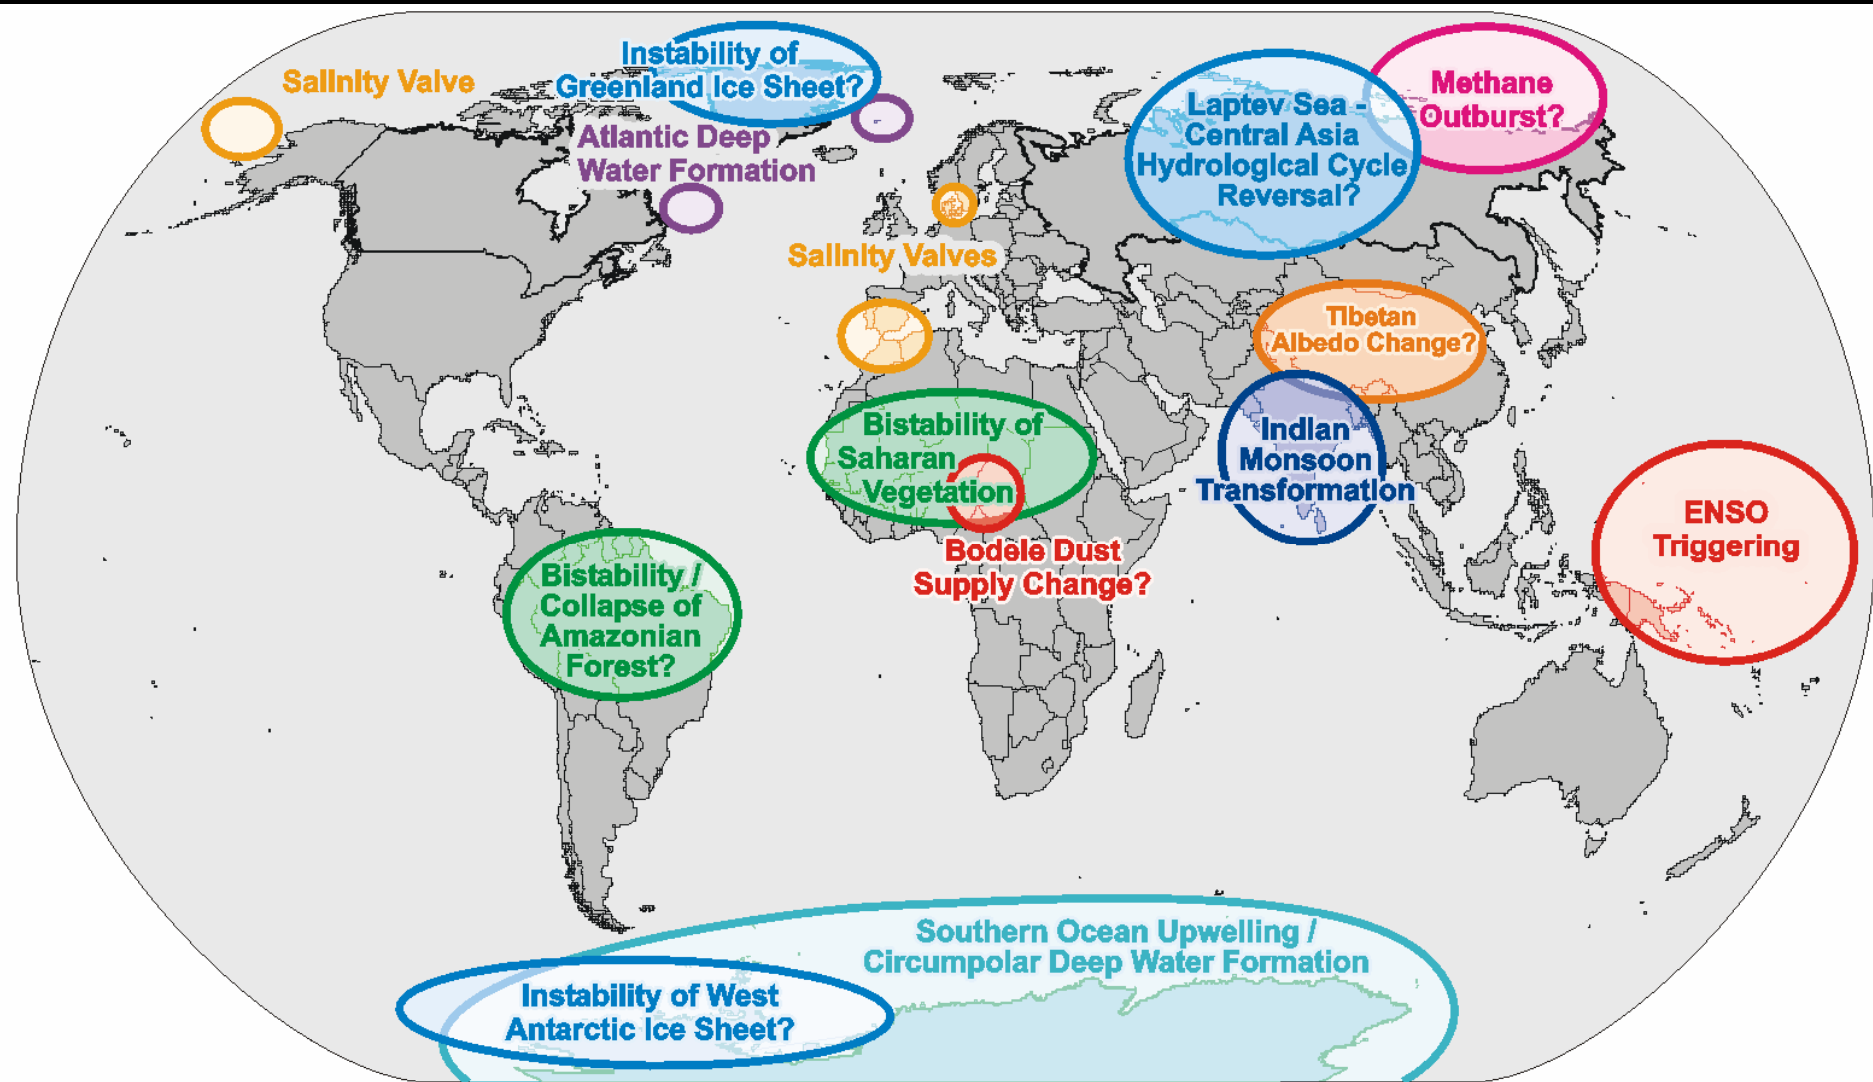 Instability of
Greenland Ice Sheet?
Salinity Valve
Methane
Outburst?
Laptev Sea -
Central Asia
Hydrological Cycle
Reversal?
Atlantic Deep
Water Formation
Salinity Valves
Tibetan
Albedo Change?
Bistability of
Saharan
Vegetation
Indian
Monsoon
Transformation
ENSO
Triggering
Bodele Dust
Supply Change?
Bistability /
Collapse of
Amazonian
Forest?
Southern Ocean Upwelling /
Circumpolar Deep Water Formation
Instability of West
Antarctic Ice Sheet?